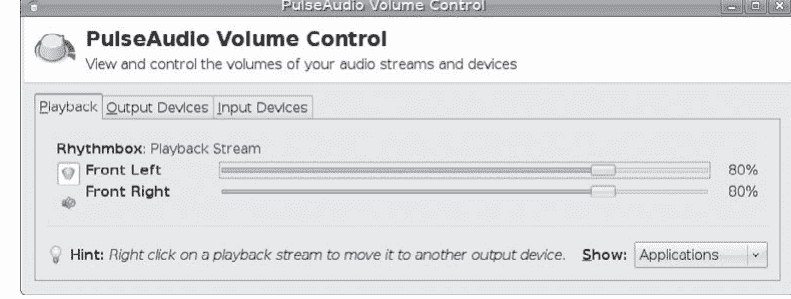 PulseAudio Volume Control
PulseAudio Volume Control
View and control the volumes of your audio streams and devices
Playback Output Devices Input Devices
Rhythmbox: Playback Stream
Front Left 80%
Front Right 80%
Hint: Right click on a playback stream to move it to another output device. Show: Applications